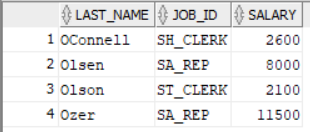 LAST_NAME JOB_ID SALARY
1 OConnell SH_CLERK 2600
2 Olsen SA_REP 8000
3 Olson ST_CLERK 2100
4 Ozer SA_REP 11500